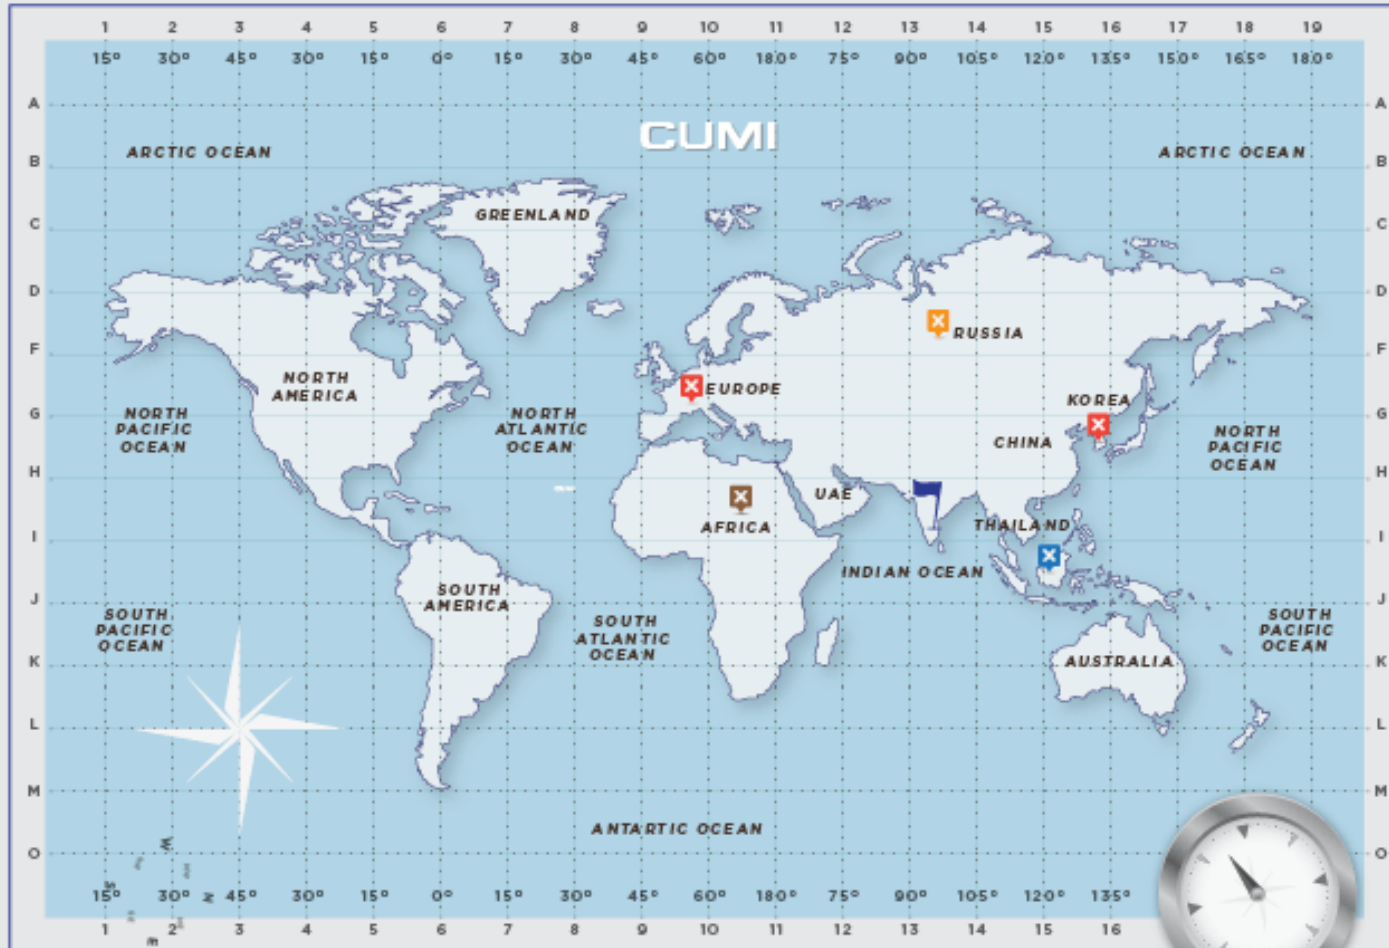 1 2 3 4 5 6 7 8 9 10 11 13 14 15 16 17 18 19
15° 30° 45° 30° 15° 0° 15° 30° 45° 60° 180° 75° 90° 105° 120° 135° 150° 165° 180°
A A
CUMI
ARCTIC OCEAN ARCTIC OCEAN
B B
GREENLAND
C C
D D
RUSSIA
F F
NORTH
AMERICA
EUROPE
KOREA
NORTH
PACIFIC
OCEAN
NORTH
ATLANTIC
OCEAN
G G
CHINA
NORTH
PACIFIC
OCEAN
H H
UAE
AFRICA
THAILAND
I I
INDIAN OCEAN
SOUTH
AMERICA
J J
SOUTH
PACIFIC
OCEAN
SOUTH
ATLANTIC
OCEAN
SOUTH
PACIFIC
OCEAN
K K
AUSTRALIA
L L
M M
ANTARTIC OCEAN
O O
W
N
15° 30° 45° 30° 15° 0° 15° 30° 45° 60° 180° 75° 90° 105° 120° 135°
1 2 3 4 5 6 7 8 9 10 11 13 13 14 15 16